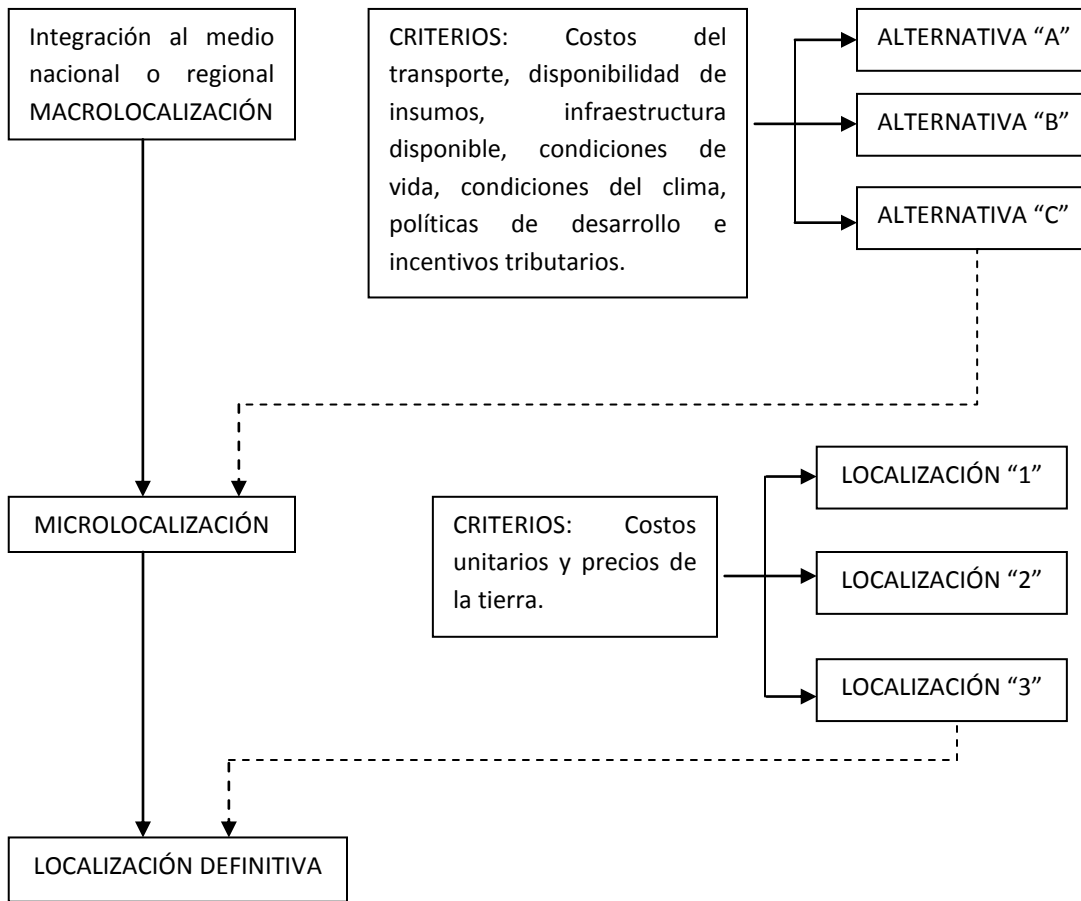 Integración al medio
nacional o regional
MACROLOCALIZACIÓN
CRITERIOS: Costos del
transporte, disponibilidad de
insumos, infraestructura
disponible, condiciones de
vida, condiciones del clima,
políticas de desarrollo e
incentivos tributarios.
ALTERNATIVA “A”
ALTERNATIVA “B”
ALTERNATIVA “C”
MICROLOCALIZACIÓN
CRITERIOS: Costos
unitarios y precios de
la tierra.
LOCALIZACIÓN “1”
LOCALIZACIÓN “2”
LOCALIZACIÓN “3”
LOCALIZACIÓN DEFINITIVA